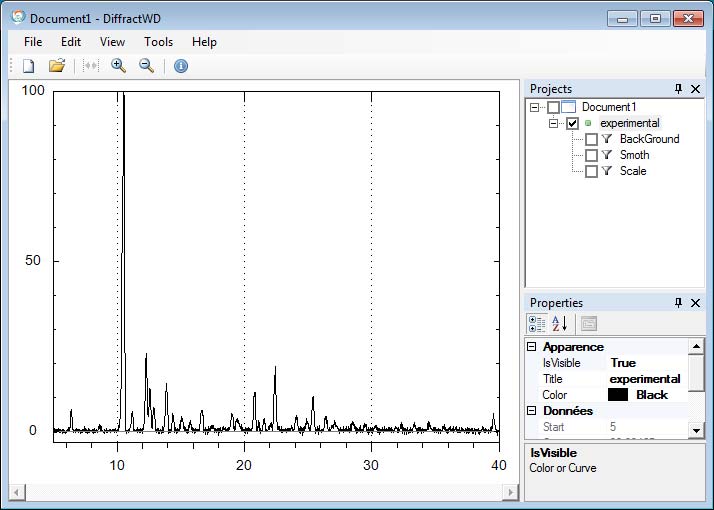 Document1 - DiffractWD
File Edit View Tools Help
100
50
0
10 20 30 40
Projects
Document1
experimental
BackGround
Smoth
Scale
Properties
Apparence
IsVisible True
Title experimental
Color Black
Données
Start 5
IsVisible
Color or Curve